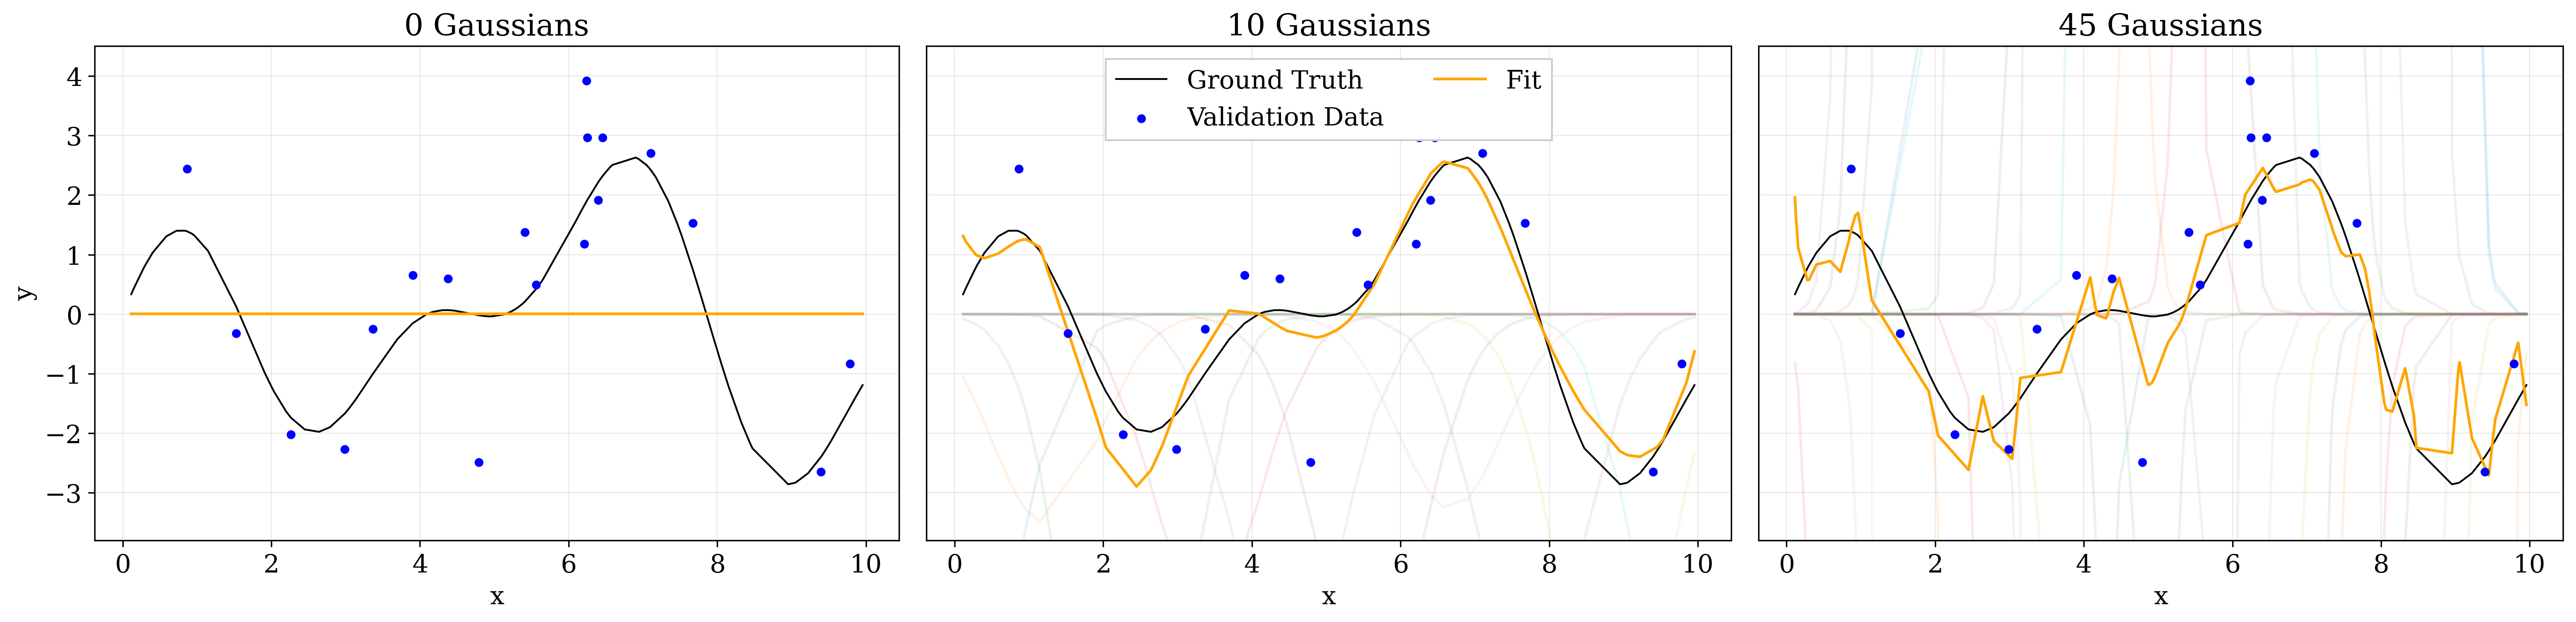 0 Gaussians
10 Gaussians
45 Gaussians
y
4
3
2
1
0
−1
−2
−3
0 2 4 6 8 10
x
Ground Truth
Validation Data
Fit
0 2 4 6 8 10
x
0 2 4 6 8 10
x